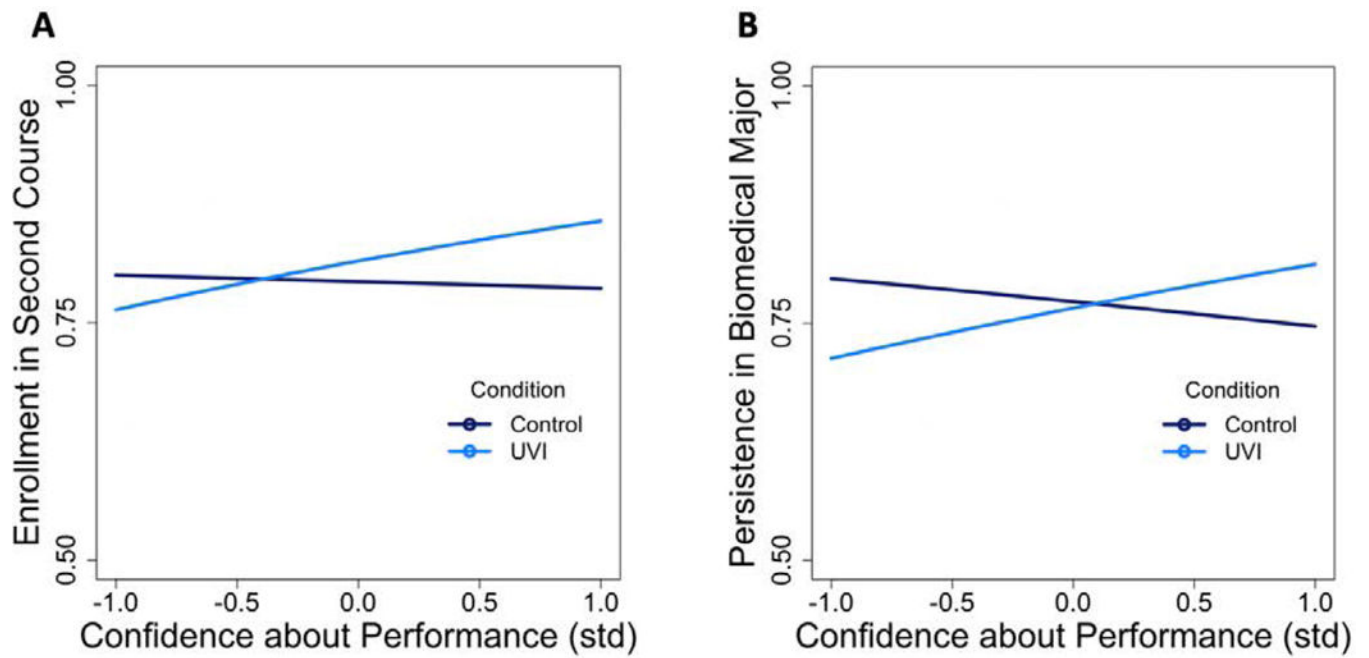 A
Enrollment in Second Course
1.00
0.75
0.50
Condition
Control
UVI
-1.0 -0.5 0.0 0.5 1.0
Confidence about Performance (std)
B
Persistence in Biomedical Major
1.00
0.75
0.50
Condition
Control
UVI
-1.0 -0.5 0.0 0.5 1.0
Confidence about Performance (std)